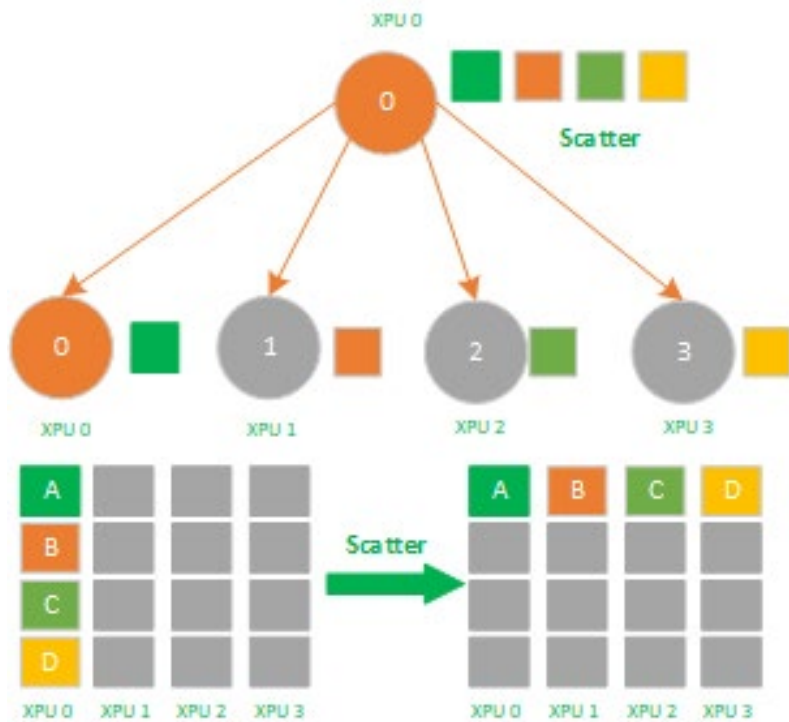 XPU 0
0
Scatter
0 1 2 3
XPU 0 XPU 1 XPU 2 XPU 3
A A B C D
B
Scatter
C
D
XPU 0 XPU 1 XPU 2 XPU 3 XPU 0 XPU 1 XPU 2 XPU 3